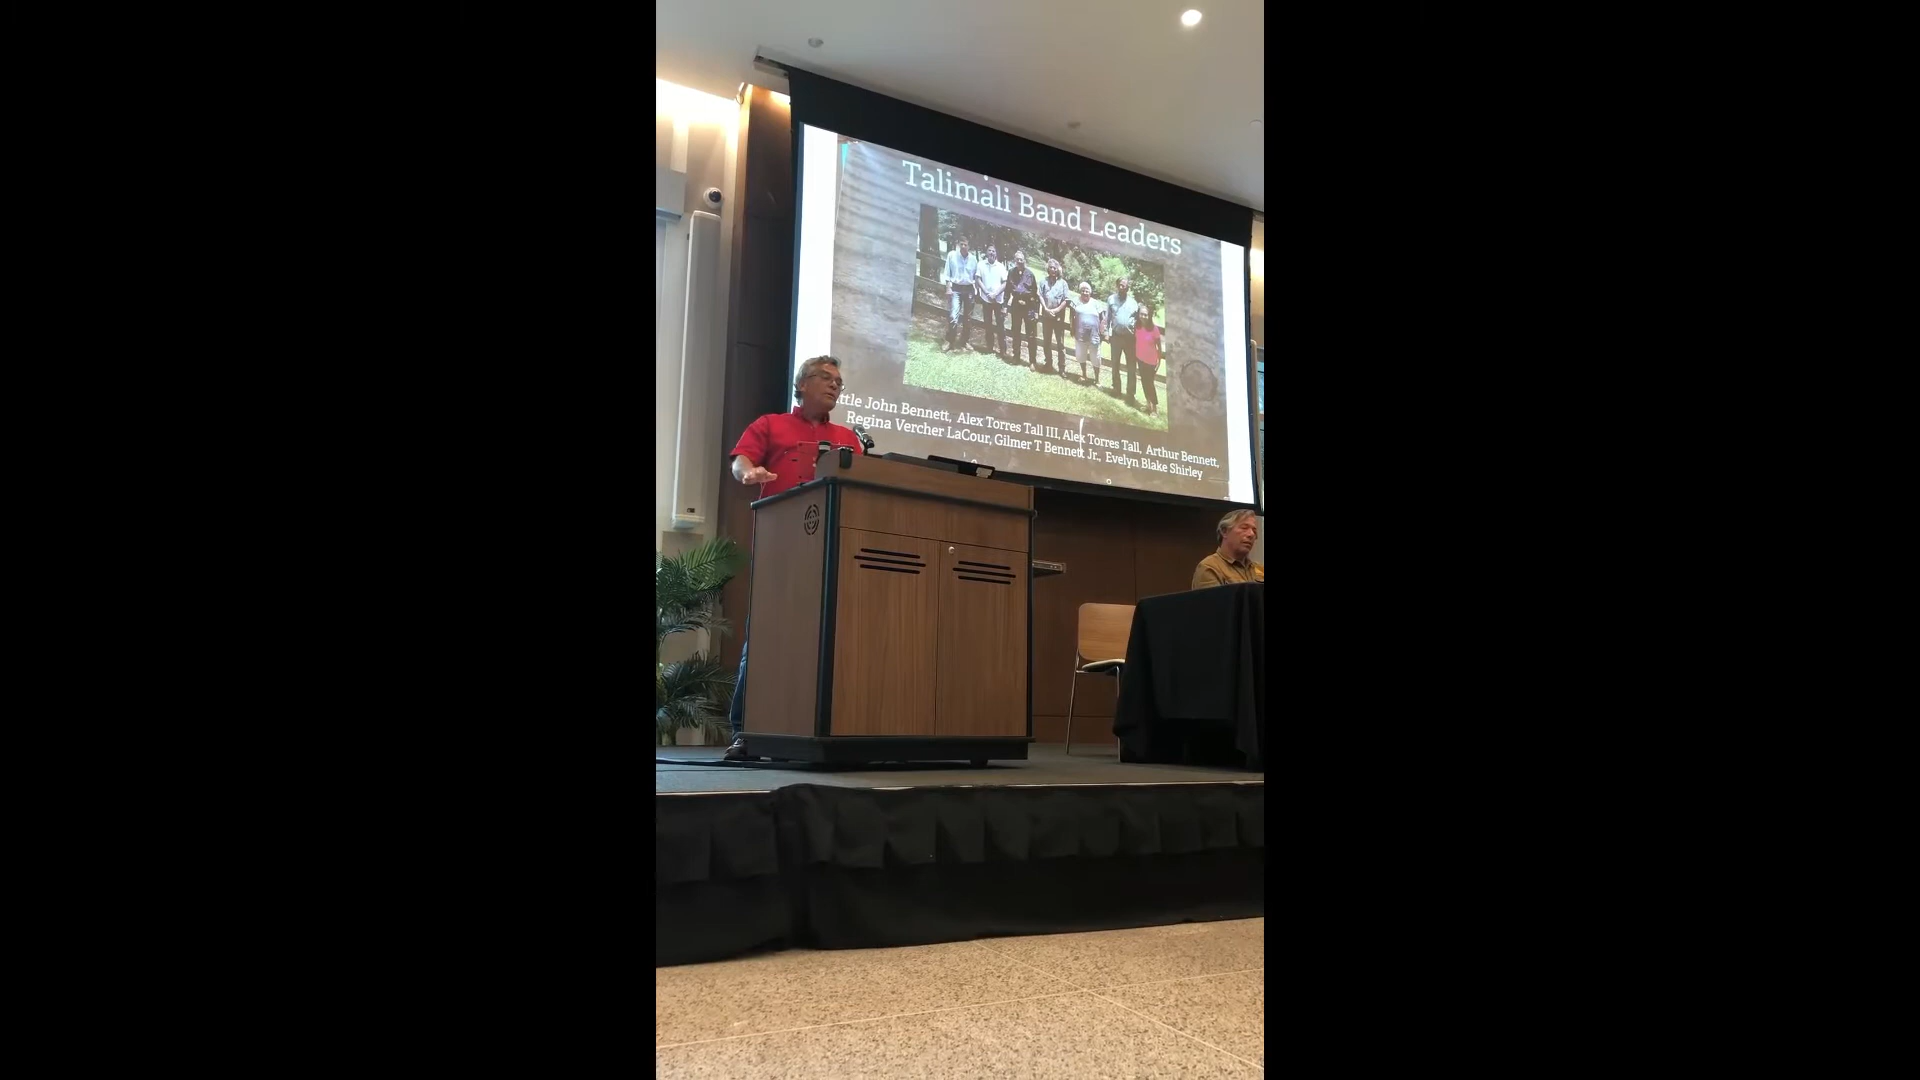 Talimali Band Leaders
ttle John Bennett, Alex Torres Tall III, Alex Torres Tall, Arthur Bennett,
Regina Vercher LaCour, Gilmer T Bennett Jr., Evelyn Blake Shirley